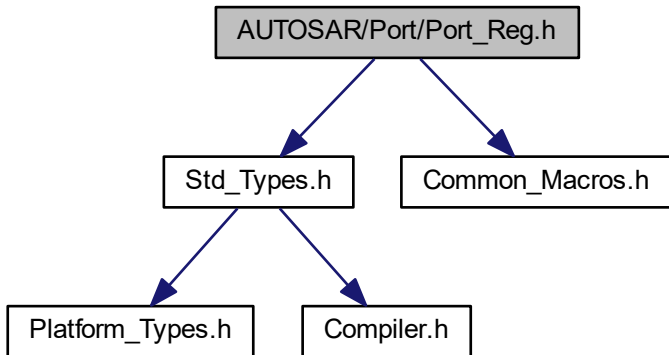 AUTOSAR/Port/Port_Reg.h
Std_Types.h
Common_Macros.h
Platform_Types.h
Compiler.h